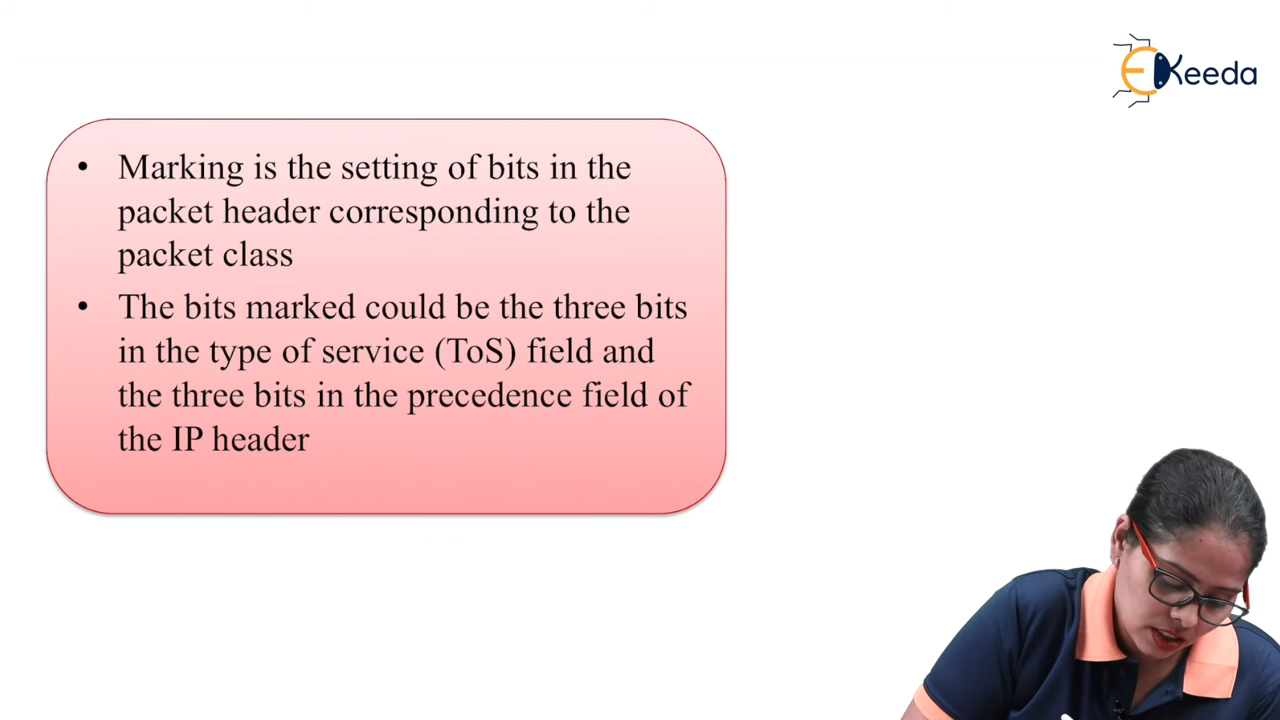 EKeeda
• Marking is the setting of bits in the
packet header corresponding to the
packet class
• The bits marked could be the three bits
in the type of service (ToS) field and
the three bits in the precedence field of
the IP header